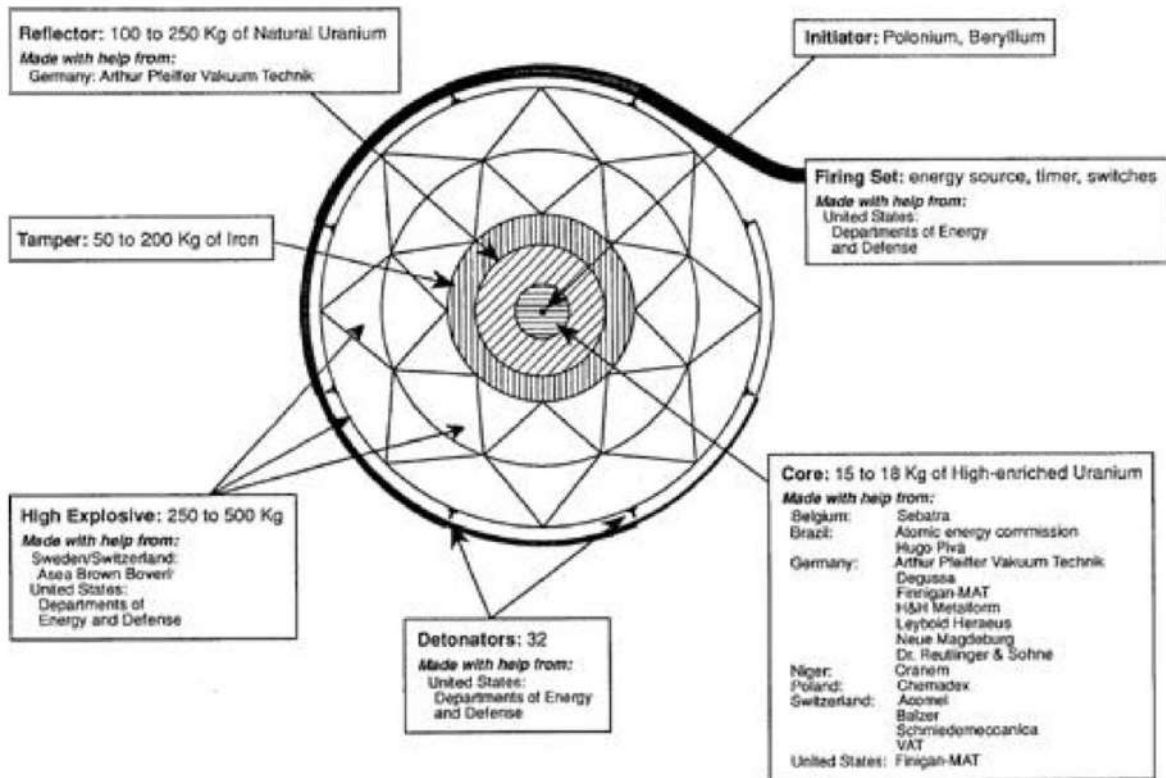 Reflector: 100 to 250 Kg of Natural Uranium
Made with help from:
Germany: Arthur Pfeiffer Vakuum Technik
Initiator: Polonium, Beryllium
Firing Set: energy source, timer, switches
Made with help from:
United States:
Departments of Energy
and Defense
Tamper: 50 to 200 Kg of Iron
High Explosive: 250 to 500 Kg
Made with help from:
Sweden/Switzerland:
Asea Brown Boveri
United States:
Departments of
Energy and Defense
Detonators: 32
Made with help from:
United States:
Departments of Energy
and Defense
Core: 15 to 18 Kg of High-enriched Uranium
Made with help from:
Belgium: Sebatra
Brazil: Atomic energy commission
Hugo Piva
Germany: Arthur Pfeiffer Vakuum Technik
Degussa
Finnigan-MAT
H&H Metalform
Leybold Heraeus
Neue Magdeburg
Dr. Reutlinger & Sohne
Niger: Oranem
Poland: Chemadex
Switzerland: Acomel
Balzer
Schmiedemeccanica
VAT
United States: Finigan-MAT